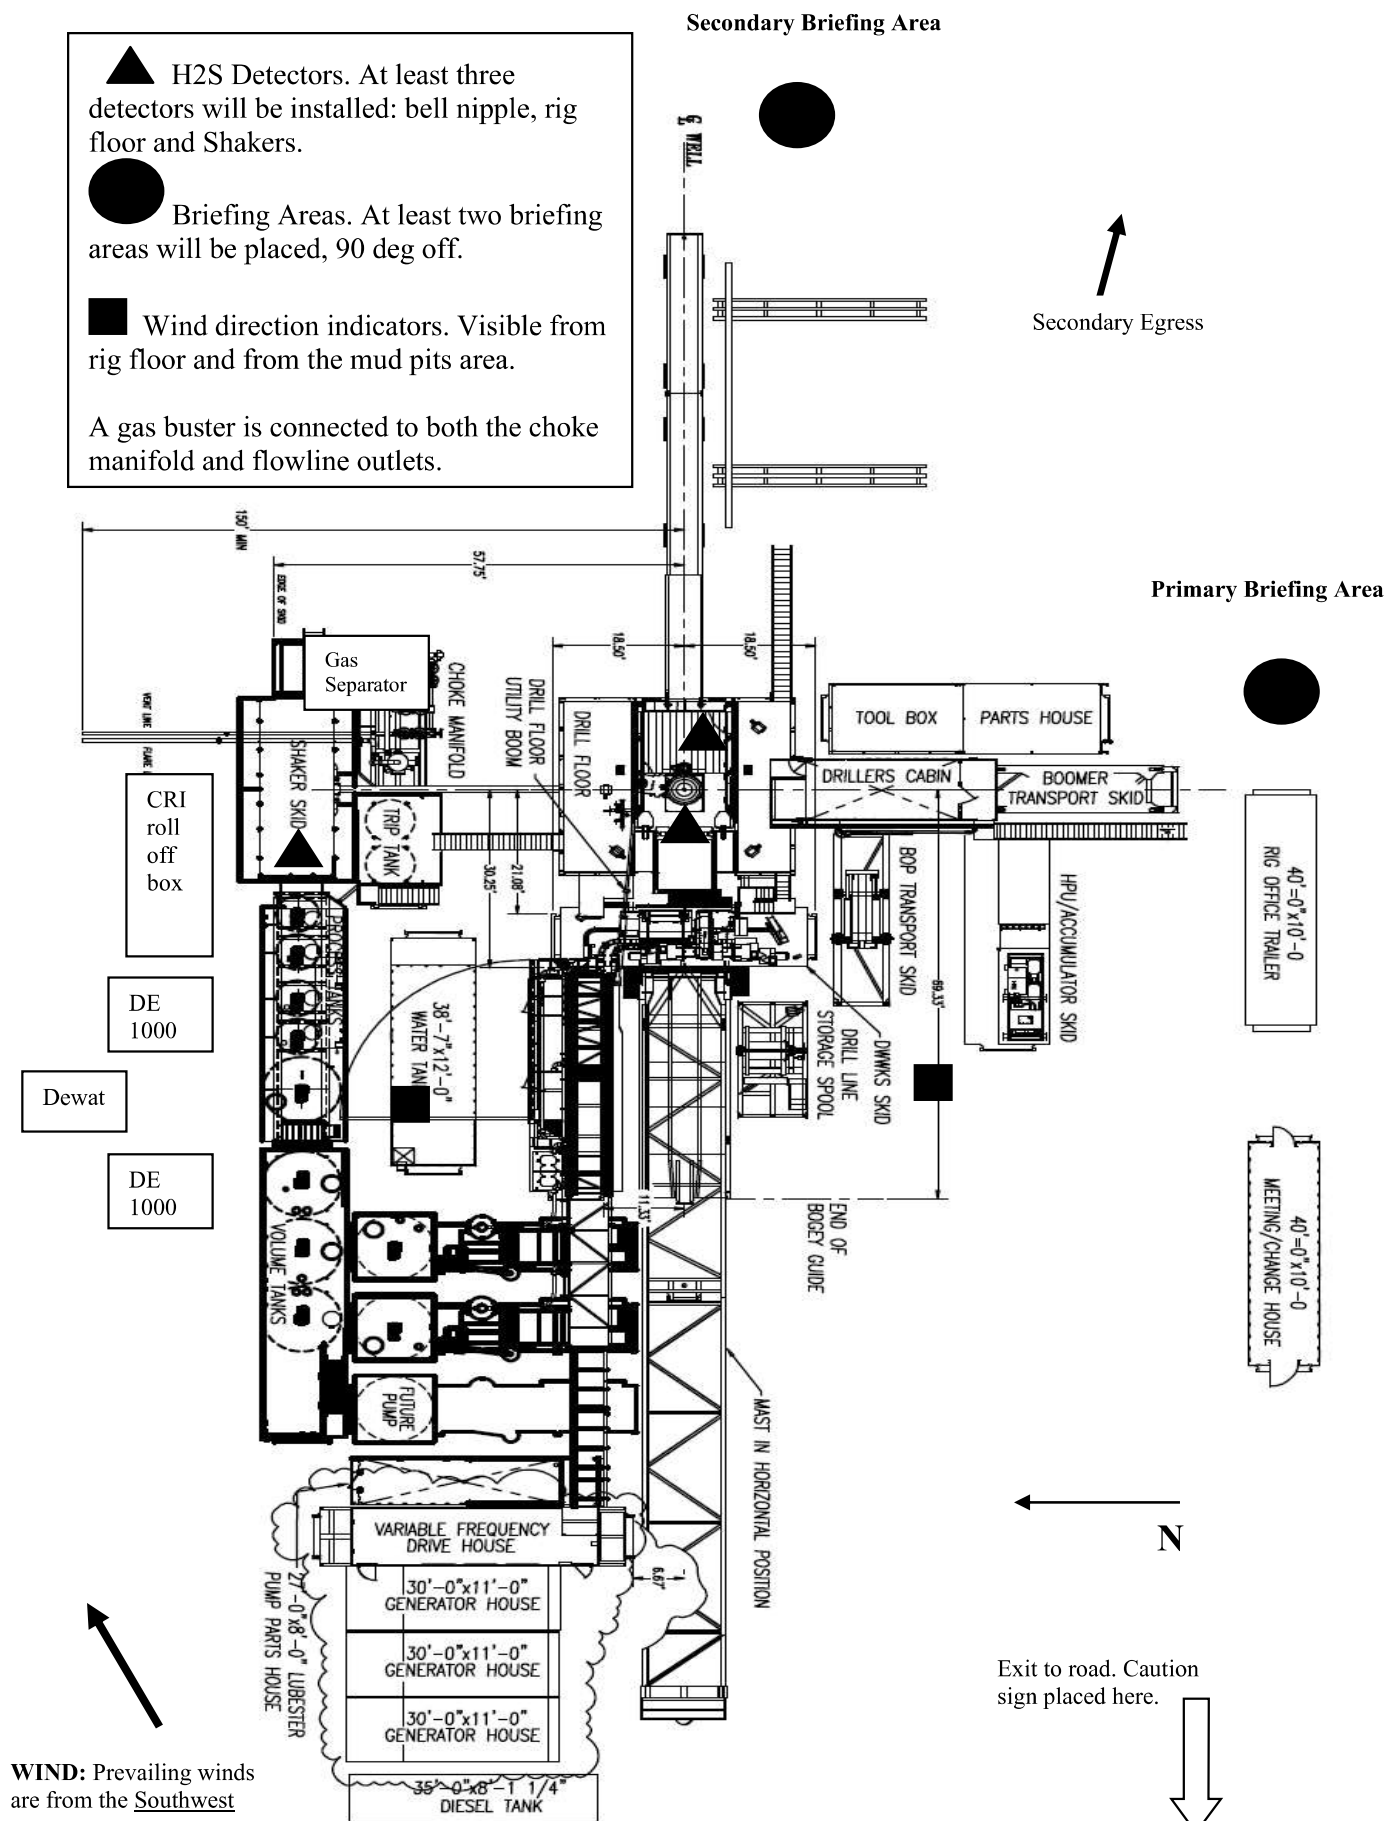 Secondary Briefing Area
H2S Detectors. At least three
detectors will be installed: bell nipple, rig
floor and Shakers.
Briefing Areas. At least two briefing
areas will be placed, 90 deg off.
Wind direction indicators. Visible from
rig floor and from the mud pits area.
A gas buster is connected to both the choke
manifold and flowline outlets.
℄ WELL
Secondary Egress
150' MIN
57.75'
EDGE OF SKID
Primary Briefing Area
18.50'
18.50'
Gas
Separator
CHOKE MANIFOLD
DRILL FLOOR
UTILITY BOOM
DRILL FLOOR
VENT LINE
FLARE
SHAKER SKID
TOOL BOX
PARTS HOUSE
DRILLERS CABIN
BOOMER
TRANSPORT SKID
CRI
roll
off
box
TRIP TANK
30.25'
21.08'
BOP TRANSPORT SKID
HPU/ACCUMULATOR SKID
40'=0"x10'-0
RIG OFFICE TRAILER
PROCESS TANKS
DE
1000
38'-7"x12'-0"
WATER TANK
69.33'
DRILL LINE
STORAGE SPOOL
DWWKS SKID
Dewat
DE
1000
VOLUME TANKS
11.33'
END OF
BOGEY GUIDE
40'=0"x10'-0
MEETING/CHANGE HOUSE
FUTURE
PUMP
MAST IN HORIZONTAL POSITION
N
VARIABLE FREQUENCY
DRIVE HOUSE
6.67'
27'-0"x8'-0" LUBESTER
PUMP PARTS HOUSE
30'-0"x11'-0"
GENERATOR HOUSE
30'-0"x11'-0"
GENERATOR HOUSE
30'-0"x11'-0"
GENERATOR HOUSE
Exit to road. Caution
sign placed here.
WIND: Prevailing winds
are from the Southwest
35'-0"x8'-1 1/4"
DIESEL TANK